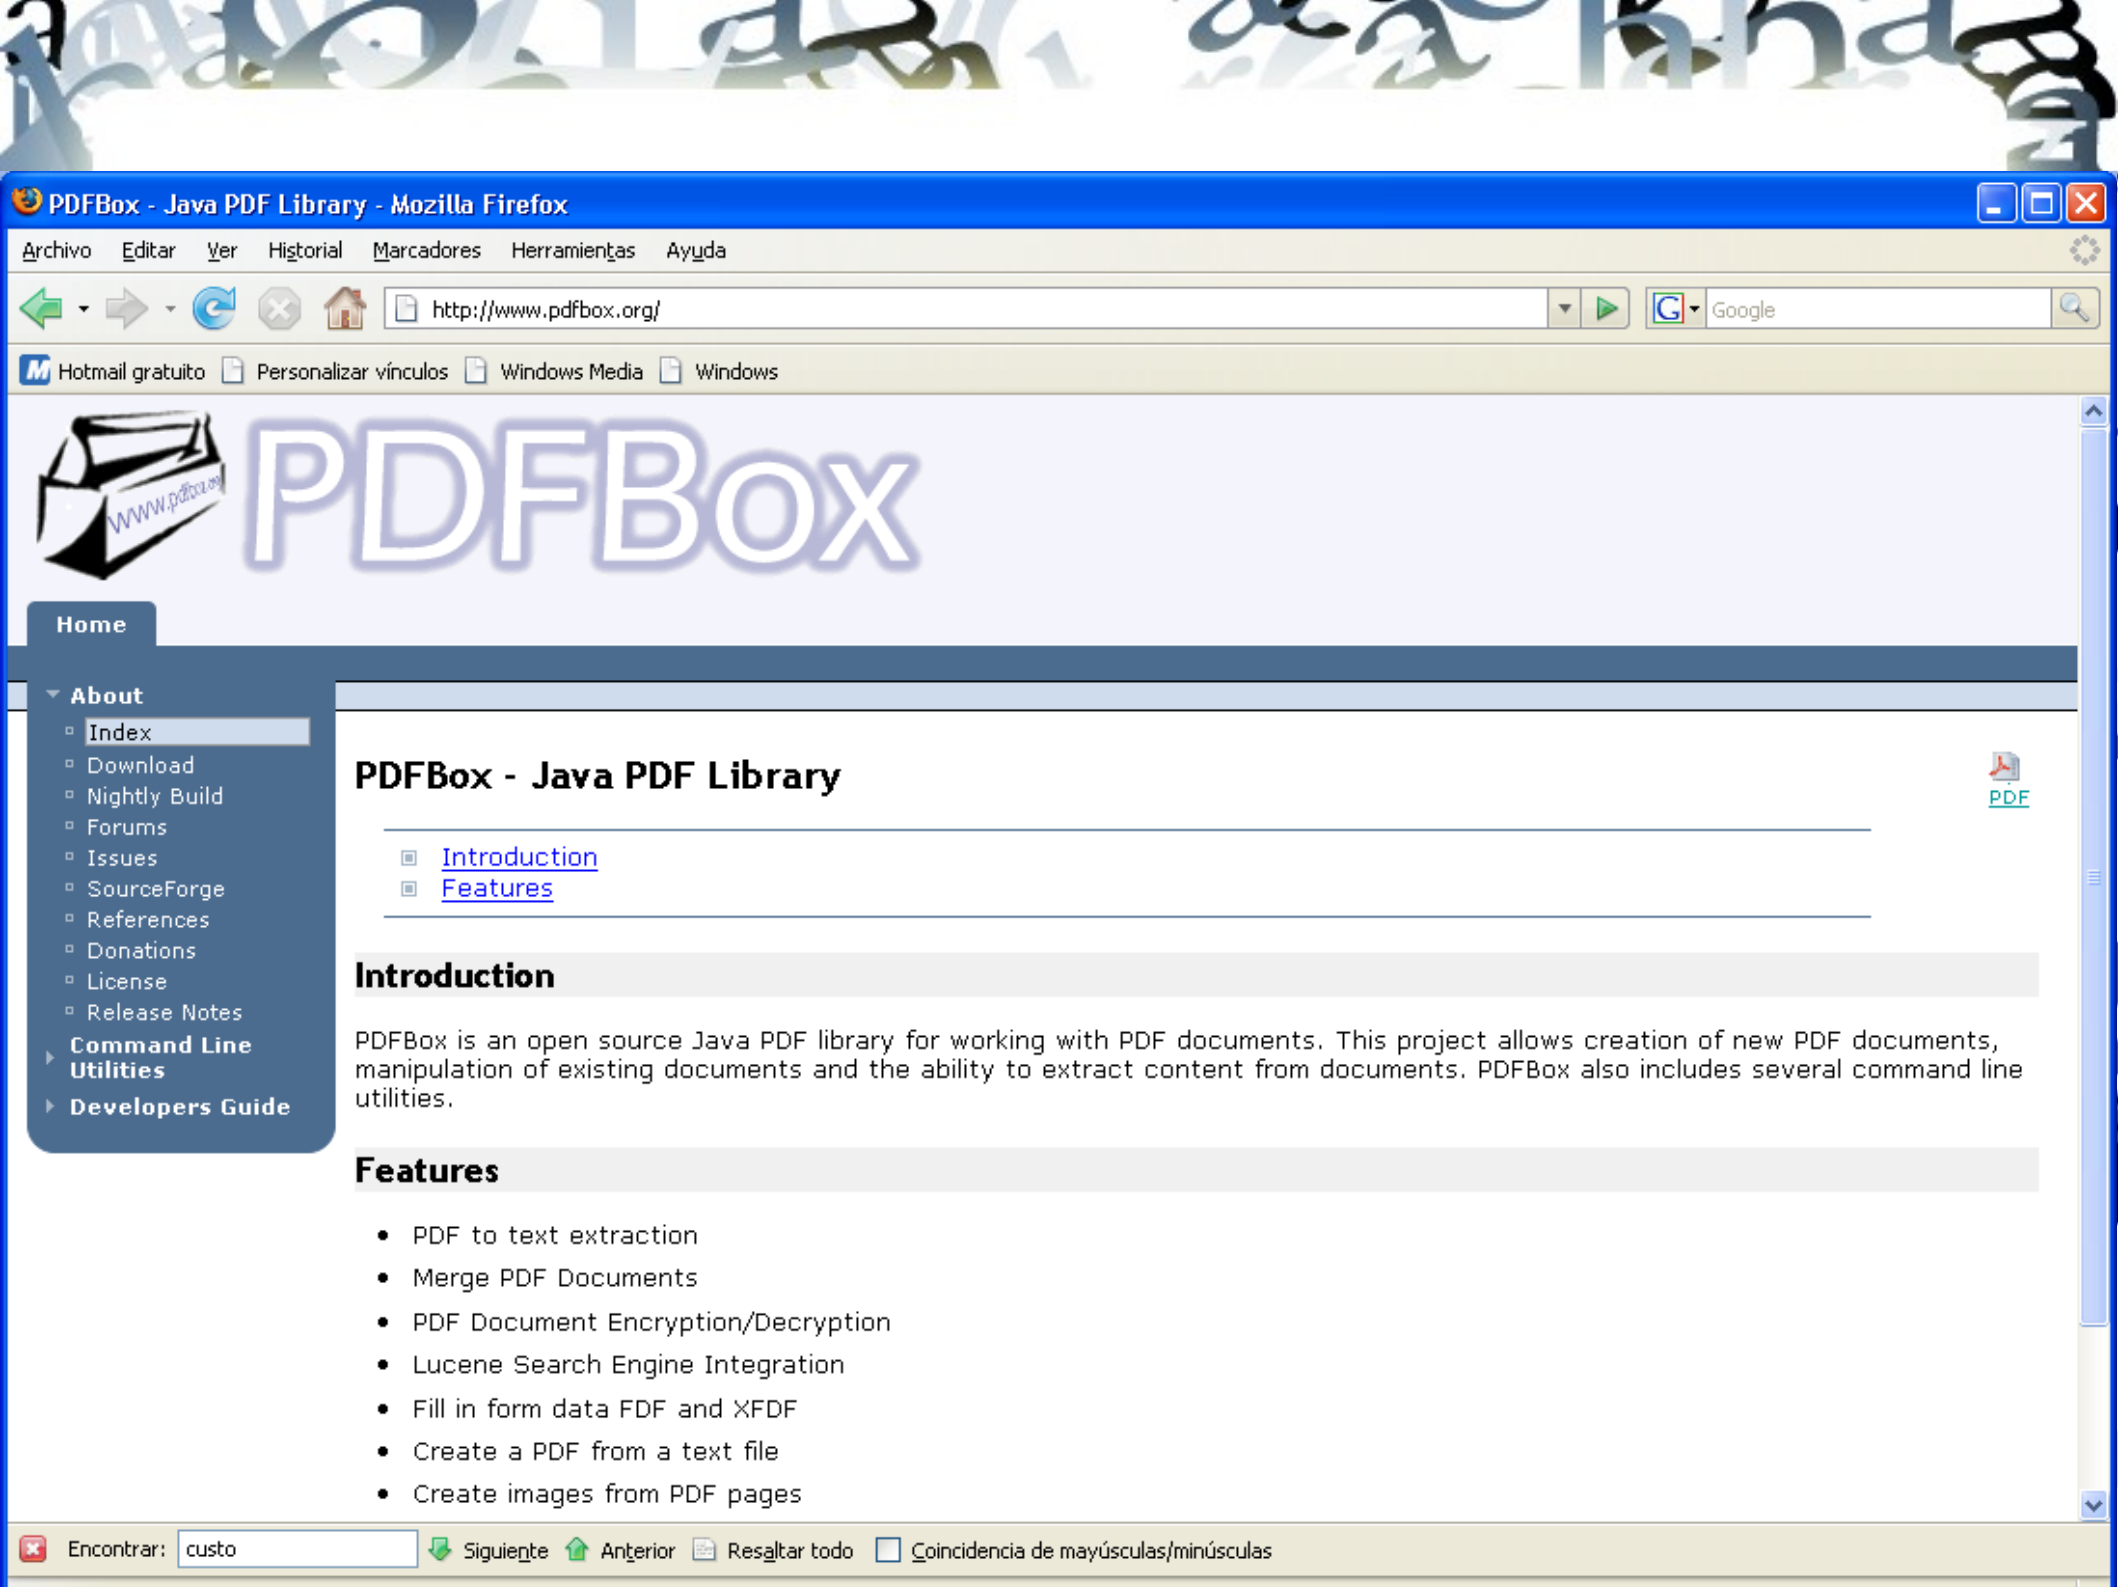 PDFBox - Java PDF Library - Mozilla Firefox
Archivo Editar Ver Historial Marcadores Herramientas Ayuda
http://www.pdfbox.org/ Google
Hotmail gratuito Personalizar vínculos Windows Media Windows
www.pdfbox.org
PDFBox
Home
About
Index
Download
Nightly Build
Forums
Issues
SourceForge
References
Donations
License
Release Notes
Command Line
Utilities
Developers Guide
PDFBox - Java PDF Library
PDF
Introduction
Features
Introduction
PDFBox is an open source Java PDF library for working with PDF documents. This project allows creation of new PDF documents,
manipulation of existing documents and the ability to extract content from documents. PDFBox also includes several command line
utilities.
Features
• PDF to text extraction
• Merge PDF Documents
• PDF Document Encryption/Decryption
• Lucene Search Engine Integration
• Fill in form data FDF and XFDF
• Create a PDF from a text file
• Create images from PDF pages
Encontrar: custo Siguiente Anterior Resaltar todo Coincidencia de mayúsculas/minúsculas